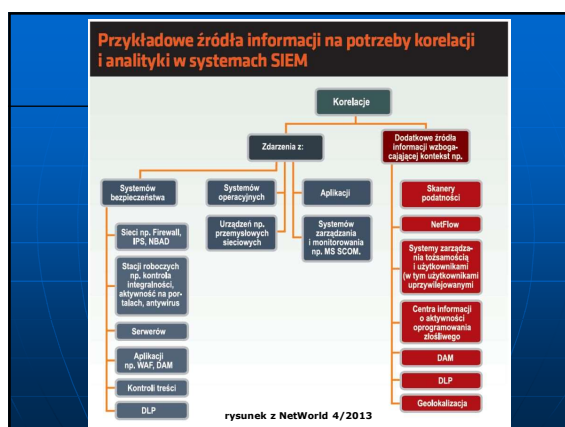 Przykładowe źródła informacji na potrzeby korelacji
i analityki w systemach SIEM
Korelacje
Zdarzenia z:
Dodatkowe źródła
informacji wzboga-
cającej kontekst np.
Systemów
bezpieczeństwa
Sieci np. Firewall,
IPS, NBAD
Stacji roboczych
np. kontrola
integralności,
aktywność na por-
talach, antywirus
Serwerów
Aplikacji
np. WAF, DAM
Kontroli treści
DLP
Systemów
operacyjnych
Urządzeń np.
przemysłowych
sieciowych
Aplikacji
Systemów
zarządzania
i monitorowania
np. MS SCOM.
Skanery
podatności
NetFlow
Systemy zarządza-
nia tożsamością
i użytkownikami
(w tym użytkownikami
uprzywilejowanymi
Centra informacji
o aktywności
oprogramowania
złośliwego
DAM
DLP
Geolokalizacja
rysunek z NetWorld 4/2013